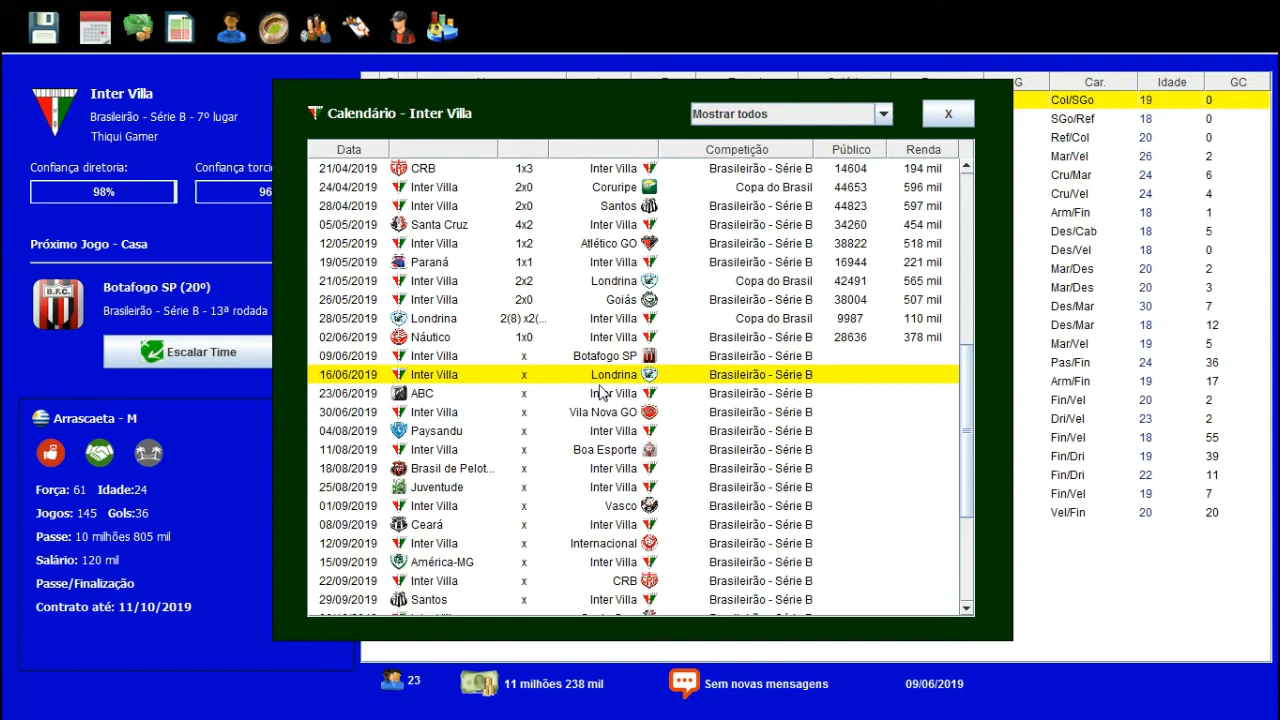 Inter Villa
Brasileirão - Série B - 7º lugar
Thiqui Gamer
Confiança diretoria:
Confiança torci
98%
96
Próximo Jogo - Casa
B.F.C.
Botafogo SP (20º)
Brasileirão - Série B - 13ª rodada
Escalar Time
Arrascaeta - M
Força: 61 Idade:24
Jogos: 145 Gols:36
Passe: 10 milhões 805 mil
Salário: 120 mil
Passe/Finalização
Contrato até: 11/10/2019
Calendário - Inter Villa
Mostrar todos
X
Data Competição Público Renda
21/04/2019 CRB 1x3 Inter Villa Brasileirão - Série B 14604 194 mil
24/04/2019 Inter Villa 2x0 Coruripe Copa do Brasil 44653 596 mil
28/04/2019 Inter Villa 2x0 Santos Brasileirão - Série B 44823 597 mil
05/05/2019 Santa Cruz 4x2 Inter Villa Brasileirão - Série B 34260 454 mil
12/05/2019 Inter Villa 1x2 Atlético GO Brasileirão - Série B 38822 518 mil
19/05/2019 Paraná 1x1 Inter Villa Brasileirão - Série B 16944 221 mil
21/05/2019 Inter Villa 2x2 Londrina Copa do Brasil 42491 565 mil
26/05/2019 Inter Villa 2x0 Goiás Brasileirão - Série B 38004 507 mil
28/05/2019 Londrina 2(8) x2(... Inter Villa Copa do Brasil 9987 110 mil
02/06/2019 Náutico 1x0 Inter Villa Brasileirão - Série B 28636 378 mil
09/06/2019 Inter Villa x Botafogo SP Brasileirão - Série B
16/06/2019 Inter Villa x Londrina Brasileirão - Série B
23/06/2019 ABC x Inter Villa Brasileirão - Série B
30/06/2019 Inter Villa x Vila Nova GO Brasileirão - Série B
04/08/2019 Paysandu x Inter Villa Brasileirão - Série B
11/08/2019 Inter Villa x Boa Esporte Brasileirão - Série B
18/08/2019 Brasil de Pelot... x Inter Villa Brasileirão - Série B
25/08/2019 Juventude x Inter Villa Brasileirão - Série B
01/09/2019 Inter Villa x Vasco Brasileirão - Série B
08/09/2019 Ceará x Inter Villa Brasileirão - Série B
12/09/2019 Inter Villa x Internacional Brasileirão - Série B
15/09/2019 América-MG x Inter Villa Brasileirão - Série B
22/09/2019 Inter Villa x CRB Brasileirão - Série B
29/09/2019 Santos x Inter Villa Brasileirão - Série B
G Car. Idade GC
Col/SGo 19 0
SGo/Ref 18 0
Ref/Col 20 0
Mar/Vel 26 2
Cru/Mar 24 6
Cru/Vel 24 4
Arm/Fin 18 1
Des/Cab 18 5
Des/Vel 18 0
Mar/Des 20 2
Mar/Des 20 3
Des/Mar 30 7
Des/Mar 18 12
Mar/Vel 19 5
Pas/Fin 24 36
Arm/Fin 19 17
Fin/Vel 20 2
Dri/Vel 23 2
Fin/Vel 18 55
Fin/Dri 19 39
Fin/Dri 22 11
Fin/Vel 19 7
Vel/Fin 20 20
23
11 milhões 238 mil
Sem novas mensagens
09/06/2019